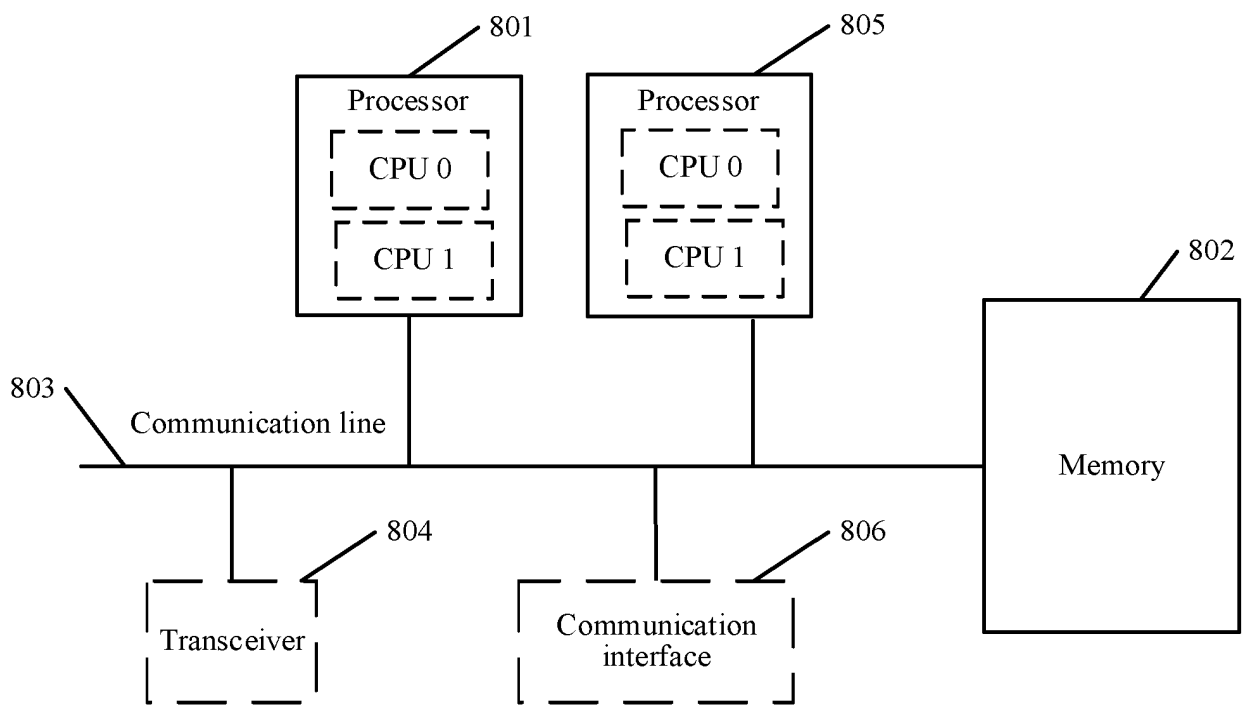 801
805
Processor
Processor
CPU 0
CPU 0
CPU 1
CPU 1
802
803
Communication line
Memory
804
806
Transceiver
Communication
interface